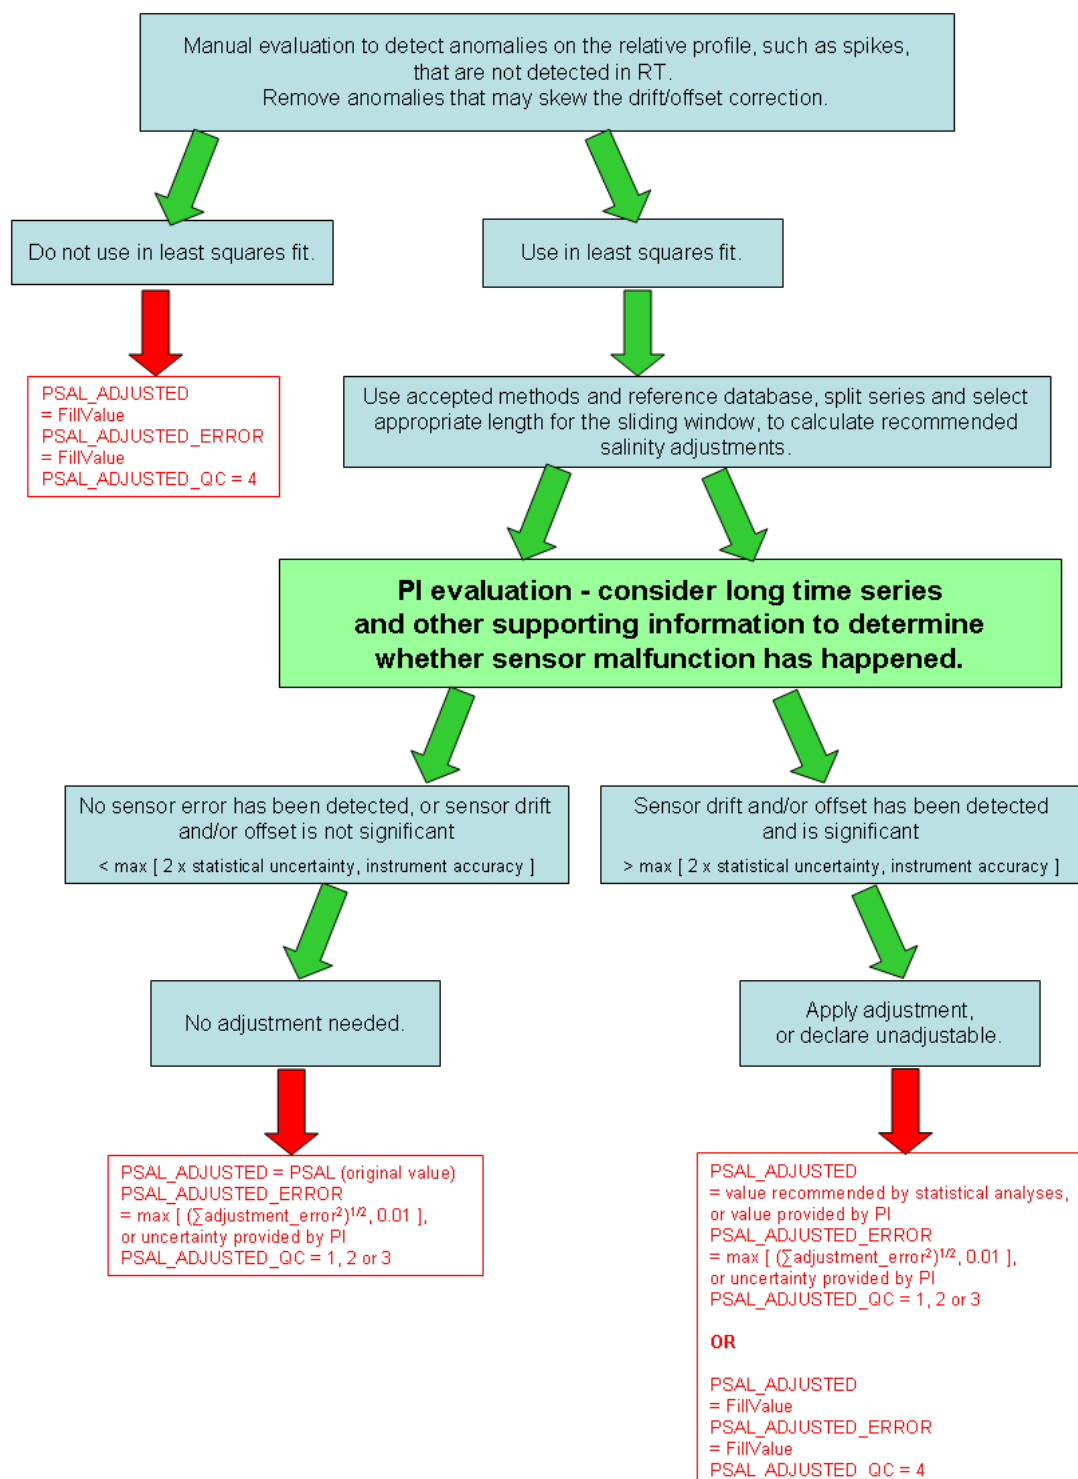 Manual evaluation to detect anomalies on the relative profile, such as spikes,
that are not detected in RT.
Remove anomalies that may skew the drift/offset correction.
Do not use in least squares fit.
Use in least squares fit.
PSAL_ADJUSTED
= FillValue
PSAL_ADJUSTED_ERROR
= FillValue
PSAL_ADJUSTED_QC = 4
Use accepted methods and reference database, split series and select
appropriate length for the sliding window, to calculate recommended
salinity adjustments.
PI evaluation - consider long time series
and other supporting information to determine
whether sensor malfunction has happened.
No sensor error has been detected, or sensor drift
and/or offset is not significant
< max [ 2 x statistical uncertainty, instrument accuracy ]
Sensor drift and/or offset has been detected
and is significant
> max [ 2 x statistical uncertainty, instrument accuracy ]
No adjustment needed.
Apply adjustment,
or declare unadjustable.
PSAL_ADJUSTED = PSAL (original value)
PSAL_ADJUSTED_ERROR
= max [ (∑adjustment_error²)¹/², 0.01 ],
or uncertainty provided by PI
PSAL_ADJUSTED_QC = 1, 2 or 3
PSAL_ADJUSTED
= value recommended by statistical analyses,
or value provided by PI
PSAL_ADJUSTED_ERROR
= max [ (∑adjustment_error²)¹/², 0.01 ],
or uncertainty provided by PI
PSAL_ADJUSTED_QC = 1, 2 or 3
OR
PSAL_ADJUSTED
= FillValue
PSAL_ADJUSTED_ERROR
= FillValue
PSAL_ADJUSTED_QC = 4